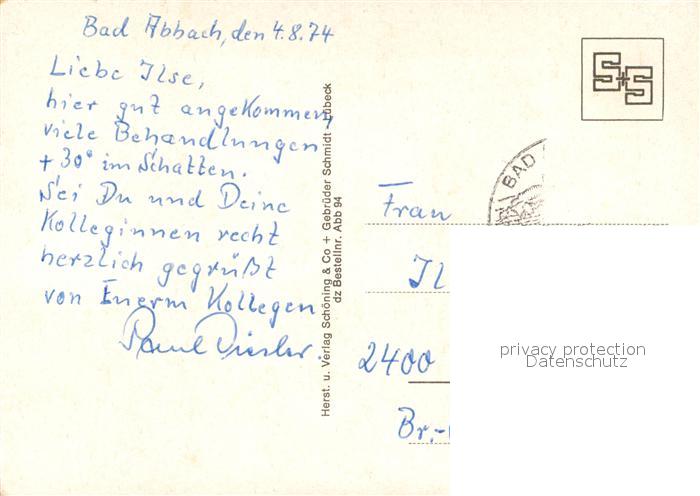 Bad Abbach, den 4.8.74
Liebe Ilse,
hier gut angekommen,
viele Behandlungen
+ 30° im Schatten.
Sei Du und Deine
Kolleginnen recht
herzlich gegrüßt
von Euerm Kollegen
Paul
Herst. u. Verlag Schöning & Co + Gebrüder Schmidt - Lübeck
dz Bestellnr. Abb 94
S+S
BAD
Frau
Il
2400
Br.-
privacy protection
Datenschutz